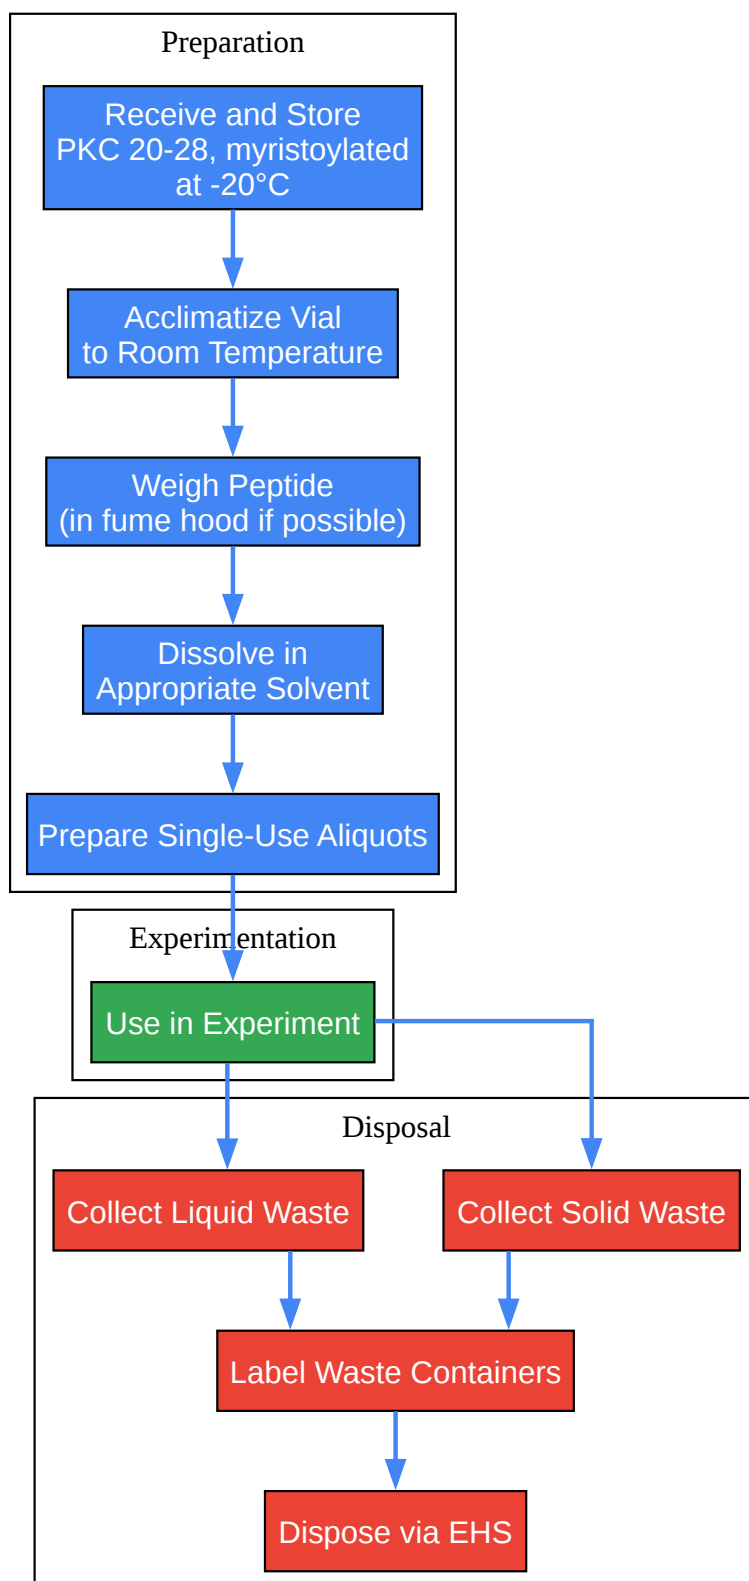 Preparation
Receive and Store
PKC 20-28, myristoylated
at -20°C
Acclimatize Vial
to Room Temperature
Weigh Peptide
(in fume hood if possible)
Dissolve in
Appropriate Solvent
Prepare Single-Use Aliquots
Experimentation
Use in Experiment
Disposal
Collect Liquid Waste
Collect Solid Waste
Label Waste Containers
Dispose via EHS